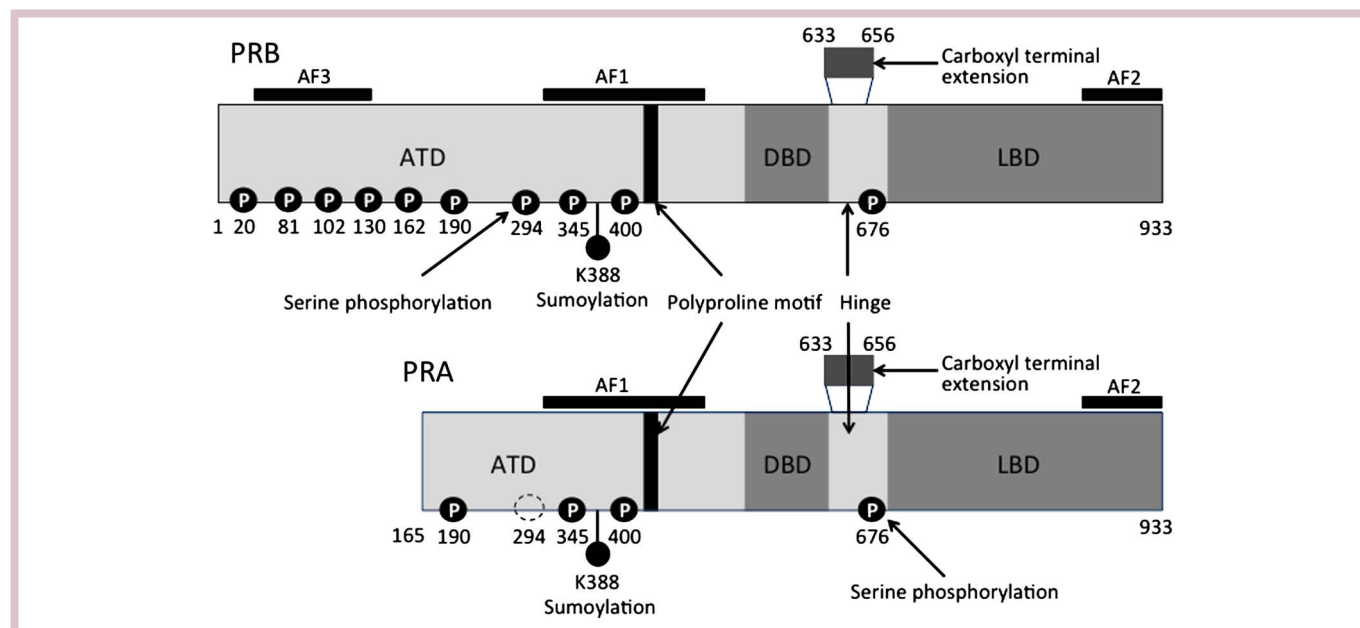 PRB
633 656
Carboxyl terminal
extension
AF3
AF1
AF2
ATD
DBD
LBD
P P P P P P P P P P
1 20 81 102 130 162 190 294 345 400 676 933
K388
Sumoylation
Serine phosphorylation
Polyproline motif
Hinge
PRA
633 656
Carboxyl terminal
extension
AF1
AF2
ATD
DBD
LBD
P P P P
165 190 294 345 400 676 933
K388
Sumoylation
Serine phosphorylation